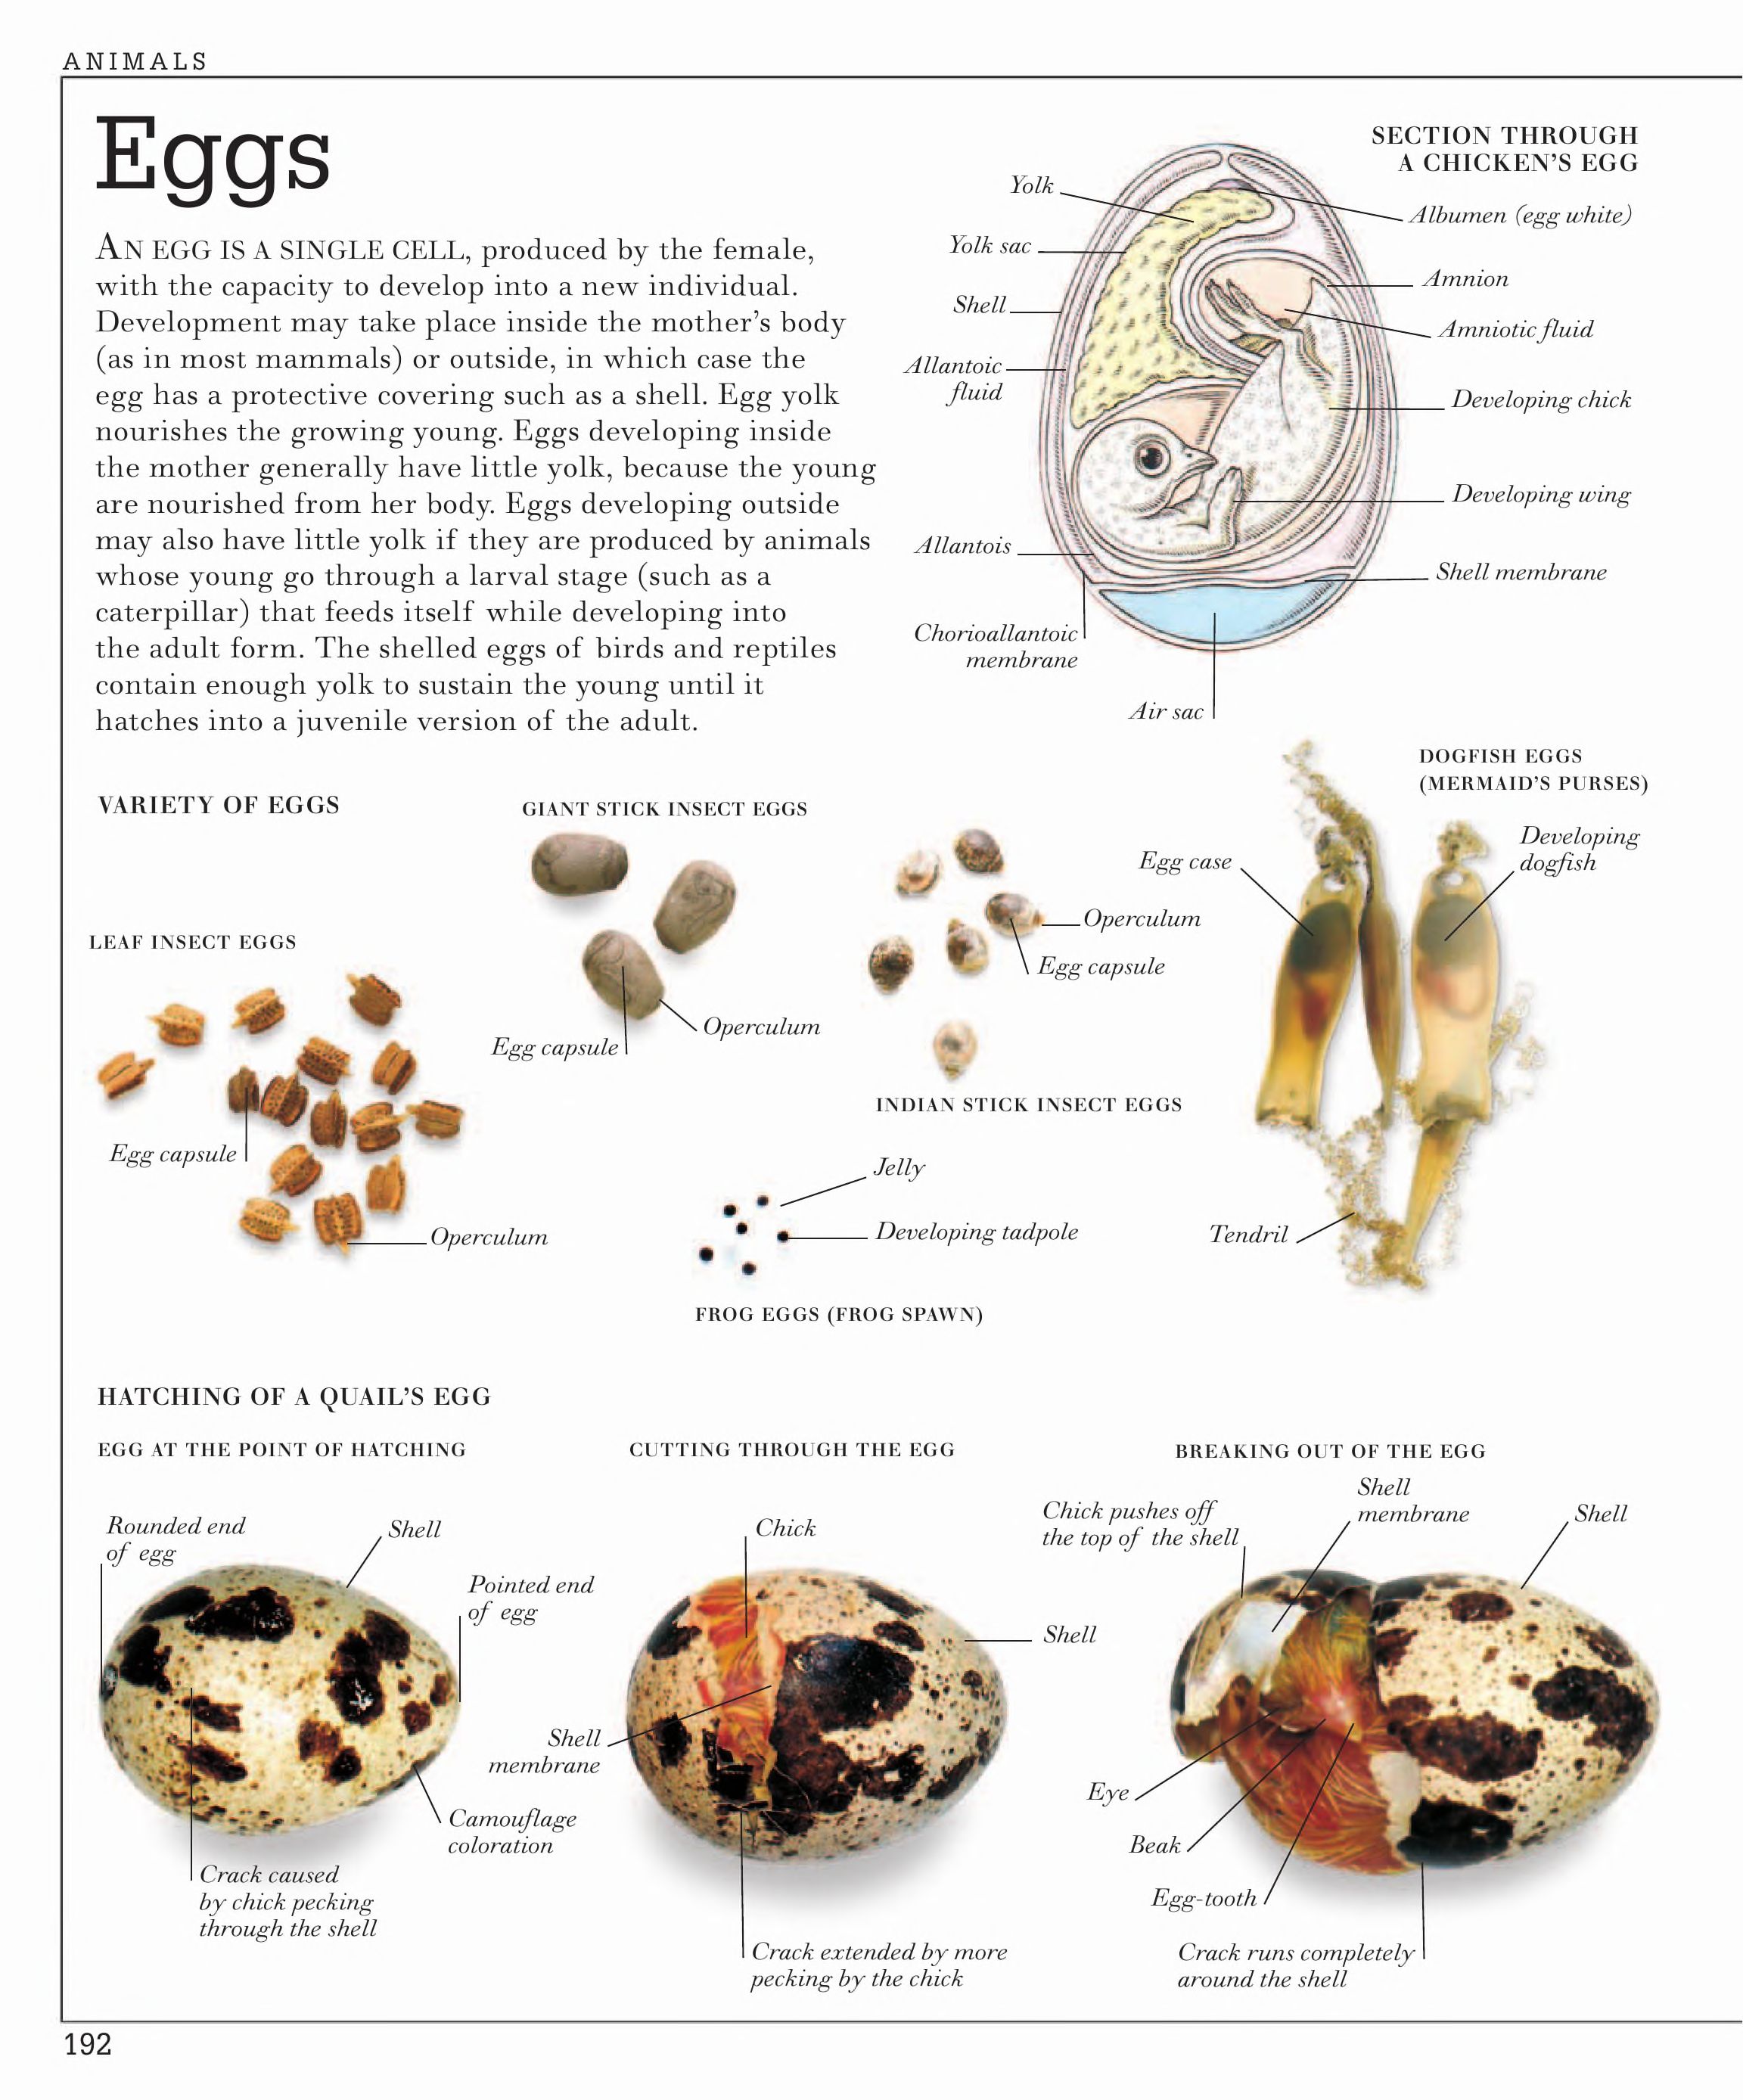 ANIMALS
Eggs
AN EGG IS A SINGLE CELL, produced by the female,
with the capacity to develop into a new individual.
Development may take place inside the mother's body
(as in most mammals) or outside, in which case the
egg has a protective covering such as a shell. Egg yolk
nourishes the growing young. Eggs developing inside
the mother generally have little yolk, because the young
are nourished from her body. Eggs developing outside
may also have little yolk if they are produced by animals
whose young go through a larval stage (such as a
caterpillar) that feeds itself while developing into
the adult form. The shelled eggs of birds and reptiles
contain enough yolk to sustain the young until it
hatches into a juvenile version of the adult.
SECTION THROUGH
A CHICKEN'S EGG
Yolk
Yolk sac
Shell
Allantoic
fluid
Allantois
Chorioallantoic
membrane
Air sac
Albumen (egg white)
Amnion
Amniotic fluid
Developing chick
Developing wing
Shell membrane
VARIETY OF EGGS
LEAF INSECT EGGS
Egg capsule
Operculum
GIANT STICK INSECT EGGS
Egg capsule
Operculum
Operculum
Egg capsule
INDIAN STICK INSECT EGGS
Jelly
Developing tadpole
FROG EGGS (FROG SPAWN)
DOGFISH EGGS
(MERMAID'S PURSES)
Egg case
Developing
dogfish
Tendril
HATCHING OF A QUAIL'S EGG
EGG AT THE POINT OF HATCHING
Rounded end
of egg
Shell
Pointed end
of egg
Camouflage
coloration
Crack caused
by chick pecking
through the shell
CUTTING THROUGH THE EGG
Chick
Shell
Shell
membrane
Crack extended by more
pecking by the chick
BREAKING OUT OF THE EGG
Chick pushes off
the top of the shell
Shell
membrane
Shell
Eye
Beak
Egg-tooth
Crack runs completely
around the shell
192